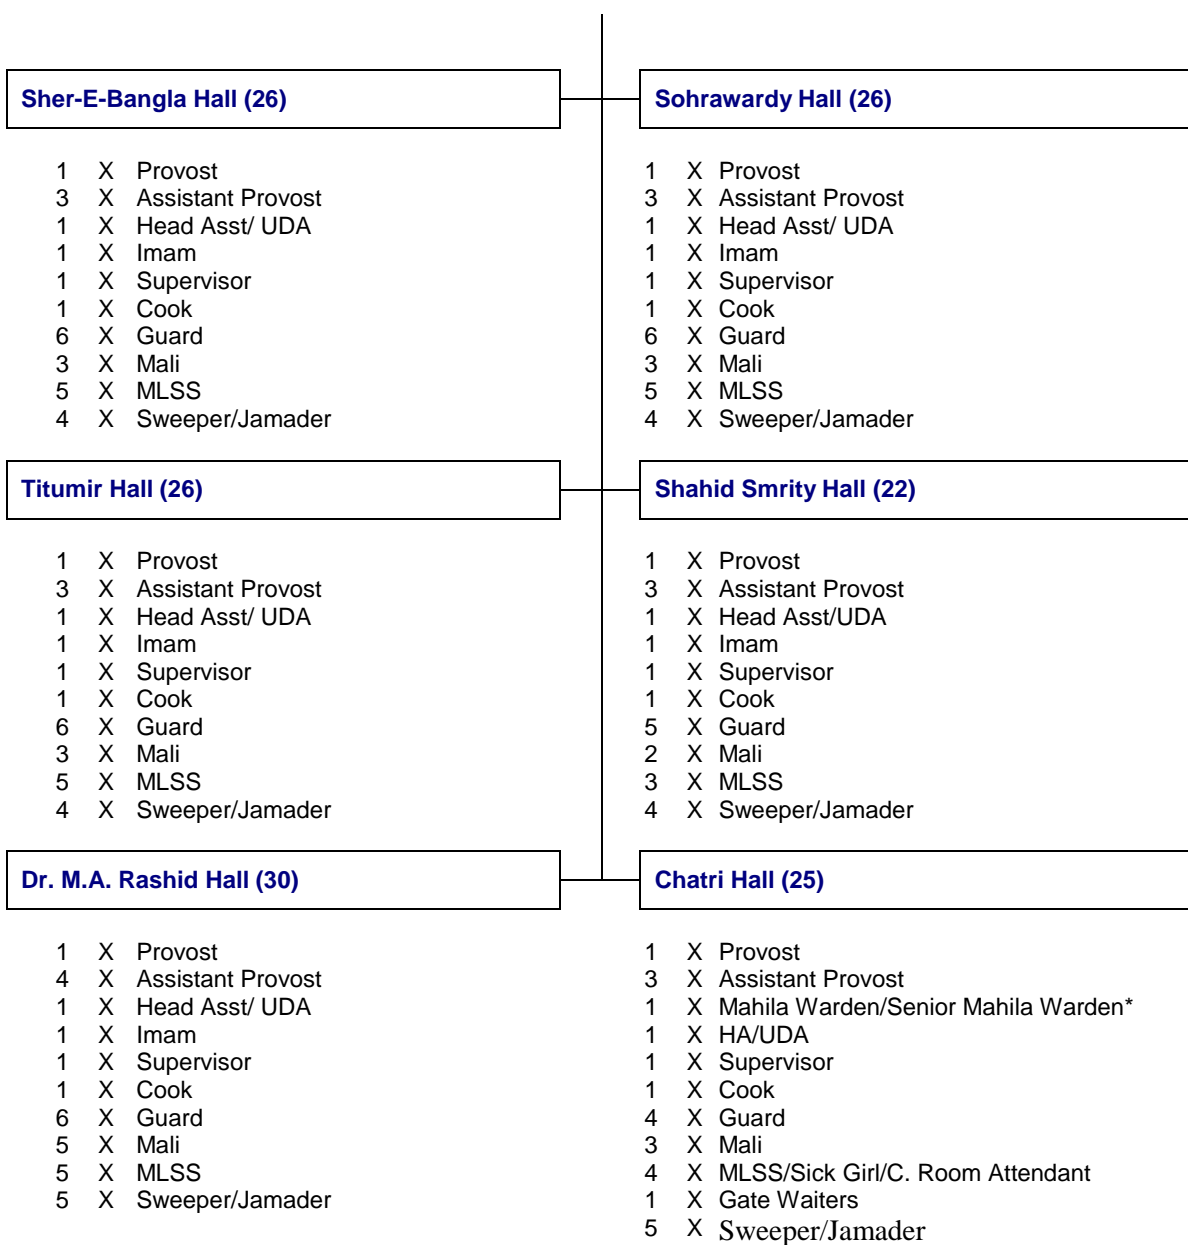 Sher-E-Bangla Hall (26)
1 X Provost
3 X Assistant Provost
1 X Head Asst/ UDA
1 X Imam
1 X Supervisor
1 X Cook
6 X Guard
3 X Mali
5 X MLSS
4 X Sweeper/Jamader
Sohrawardy Hall (26)
1 X Provost
3 X Assistant Provost
1 X Head Asst/ UDA
1 X Imam
1 X Supervisor
1 X Cook
6 X Guard
3 X Mali
5 X MLSS
4 X Sweeper/Jamader
Titumir Hall (26)
1 X Provost
3 X Assistant Provost
1 X Head Asst/ UDA
1 X Imam
1 X Supervisor
1 X Cook
6 X Guard
3 X Mali
5 X MLSS
4 X Sweeper/Jamader
Shahid Smrity Hall (22)
1 X Provost
3 X Assistant Provost
1 X Head Asst/UDA
1 X Imam
1 X Supervisor
1 X Cook
5 X Guard
2 X Mali
3 X MLSS
4 X Sweeper/Jamader
Dr. M.A. Rashid Hall (30)
1 X Provost
4 X Assistant Provost
1 X Head Asst/ UDA
1 X Imam
1 X Supervisor
1 X Cook
6 X Guard
5 X Mali
5 X MLSS
5 X Sweeper/Jamader
Chatri Hall (25)
1 X Provost
3 X Assistant Provost
1 X Mahila Warden/Senior Mahila Warden*
1 X HA/UDA
1 X Supervisor
1 X Cook
4 X Guard
3 X Mali
4 X MLSS/Sick Girl/C. Room Attendant
1 X Gate Waiters
5 X Sweeper/Jamader